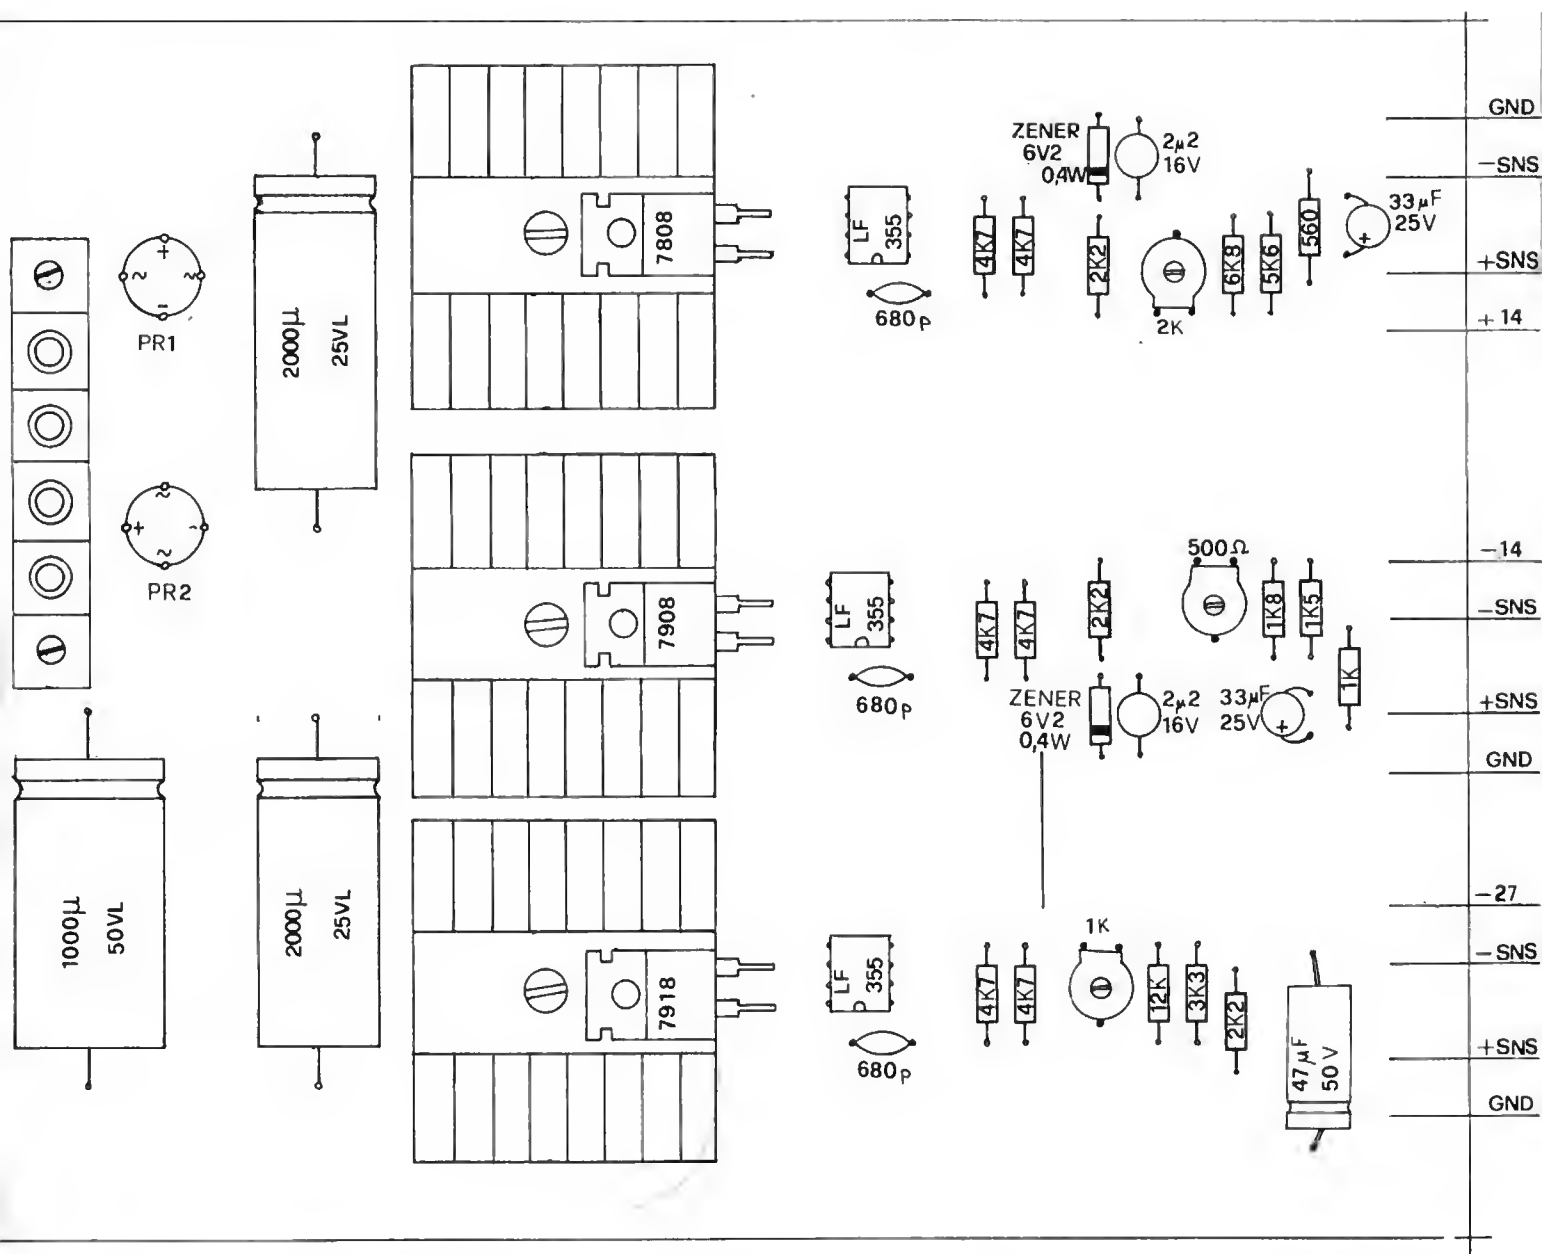 GND
ZENER
6V2
0,4W
2µ2
16V
-SNS
33µF
25V
+SNS
+14
PR1
+
~
~
-
2000µ
25VL
7808
LF
355
680p
4K7
4K7
2K2
2K
6K8
5K6
560
PR2
~
+
-
~
7908
LF
355
680p
4K7
4K7
2K2
500Ω
1K8
1K5
1K
-14
-SNS
ZENER
6V2
0,4W
2µ2
16V
33µF
25V
+
+SNS
GND
1000µ
50VL
2000µ
25VL
7918
LF
355
680p
4K7
4K7
1K
12K
3K3
2K2
47µF
50V
-27
-SNS
+SNS
GND